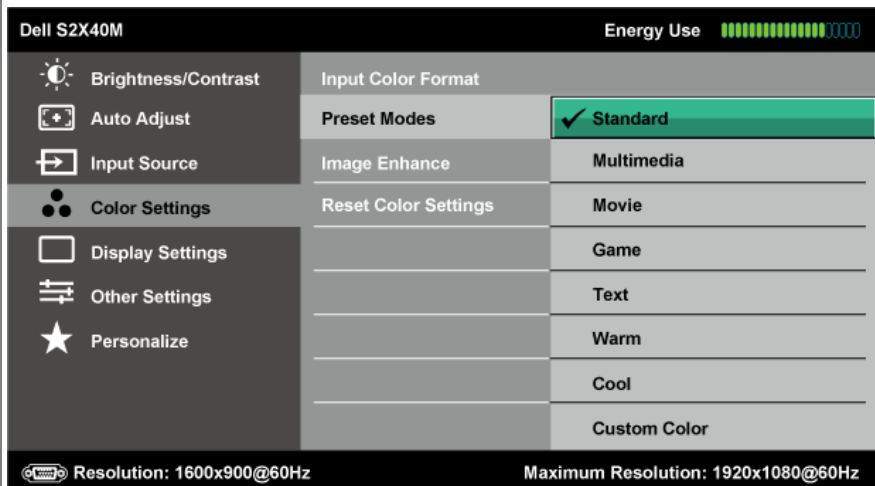 Dell S2X40M Energy Use
Brightness/Contrast Input Color Format
Auto Adjust Preset Modes Standard
Input Source Image Enhance Multimedia
Color Settings Reset Color Settings Movie
Display Settings Game
Other Settings Text
Personalize Warm
Cool
Custom Color
Resolution: 1600x900@60Hz Maximum Resolution: 1920x1080@60Hz